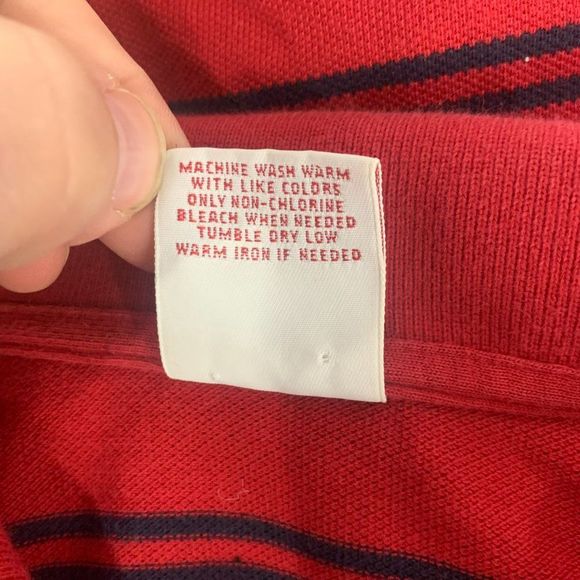 MACHINE WASH WARM
WITH LIKE COLORS
ONLY NON-CHLORINE
BLEACH WHEN NEEDED
TUMBLE DRY LOW
WARM IRON IF NEEDED